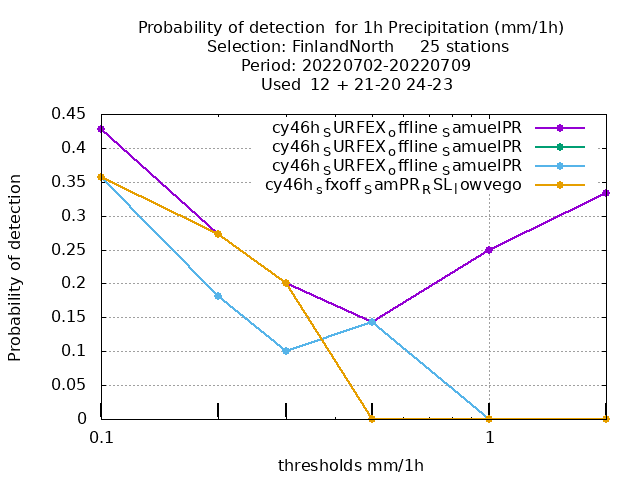 Probability of detection  for 1h Precipitation (mm/1h)
Selection: FinlandNorth     25 stations
Period: 20220702-20220709
Used 12 + 21-20 24-23
cy46h_SURFEX_offline_SamuelPR
cy46h_SURFEX_offline_SamuelPR
cy46h_SURFEX_offline_SamuelPR
cy46h_sfxoff_SamPR_RSL_lowvego
0.45
0.4
0.35
0.3
0.25
0.2
0.15
0.1
0.05
0
Probability of detection
0.1 1
thresholds mm/1h